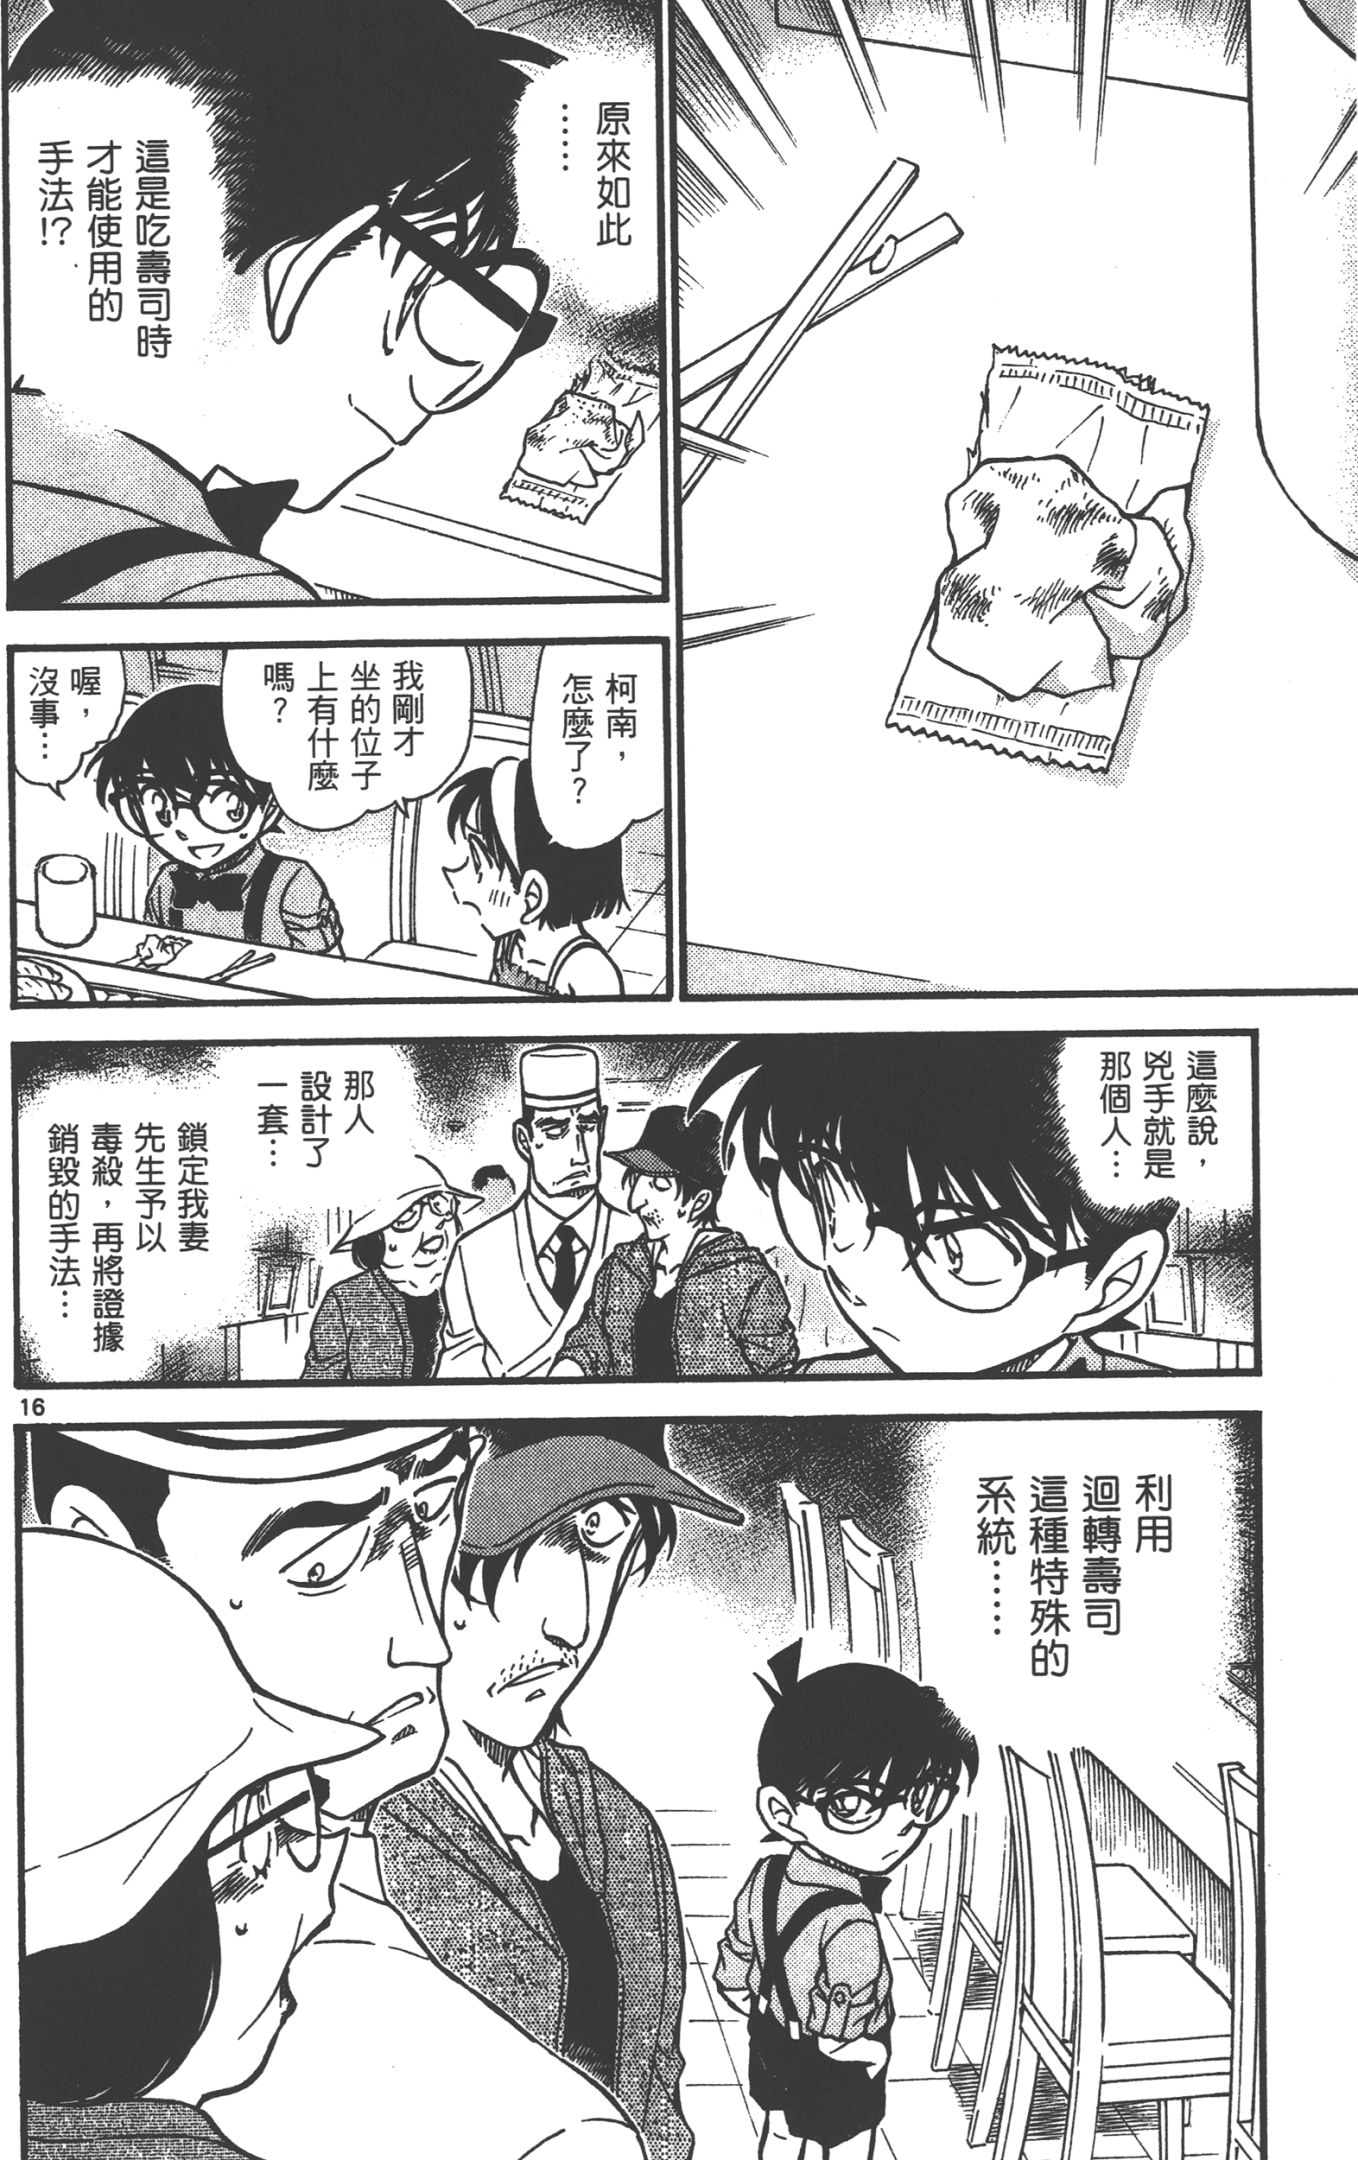 原來如此
……
這是吃壽司時
才能使用的
手法!?
柯南，
怎麼了？
我剛才
坐的位子
上有什麼
嗎？
喔，
沒事…
這麼說，
兇手就是
那個人…
那人
設計了
一套…
鎖定我妻
先生予以
毒殺，再將證據
銷毀的手法…
16
利用
迴轉壽司
這種特殊的
系統……